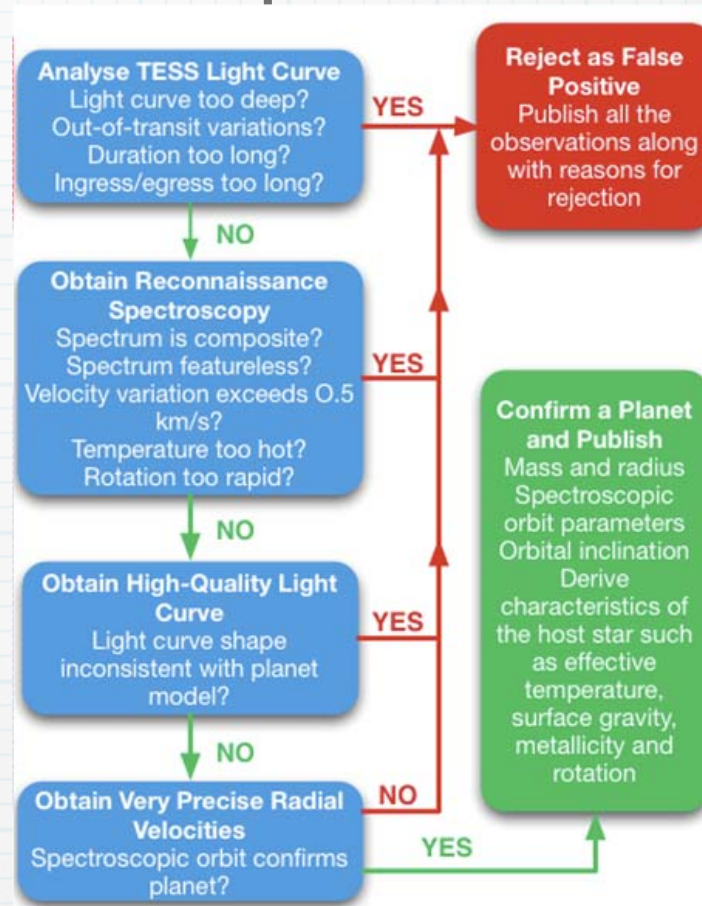 Analyse TESS Light Curve
Light curve too deep?
Out-of-transit variations?
Duration too long?
Ingress/egress too long?
YES
Reject as False
Positive
Publish all the
observations along
with reasons for
rejection
NO
Obtain Reconnaissance
Spectroscopy
Spectrum is composite?
Spectrum featureless?
Velocity variation exceeds O.5
km/s?
Temperature too hot?
Rotation too rapid?
YES
NO
Obtain High-Quality Light
Curve
Light curve shape
inconsistent with planet
model?
YES
NO
Obtain Very Precise Radial
Velocities
Spectroscopic orbit confirms
planet?
NO
YES
Confirm a Planet
and Publish
Mass and radius
Spectroscopic
orbit parameters
Orbital inclination
Derive
characteristics of
the host star such
as effective
temperature,
surface gravity,
metallicity and
rotation